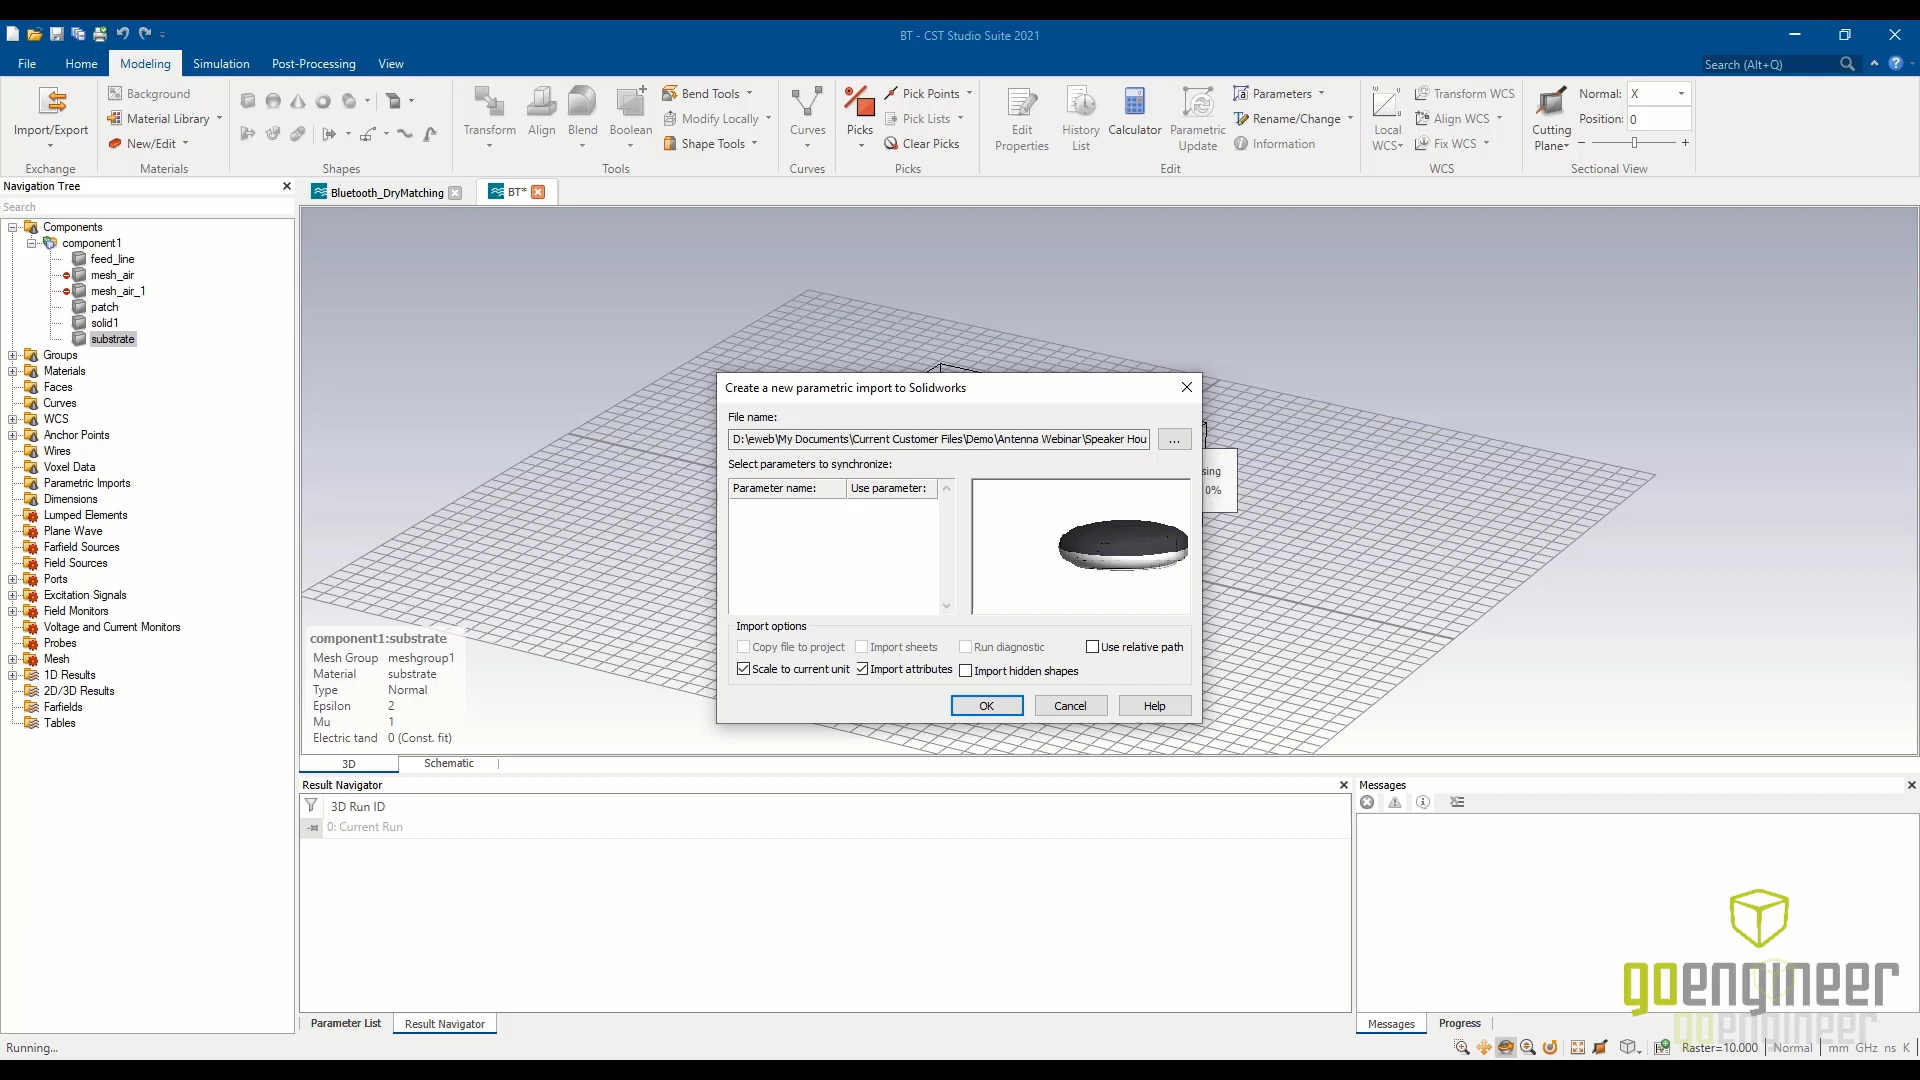 BT - CST Studio Suite 2021
File Home Modeling Simulation Post-Processing View
Search (Alt+Q)
Import/Export
Exchange
Background
Material Library
New/Edit
Materials
Shapes
Transform Align Blend Boolean
Bend Tools
Modify Locally
Shape Tools
Tools
Curves
Curves
Picks
Pick Points
Pick Lists
Clear Picks
Picks
Edit
Properties
History
List
Calculator
Parametric
Update
Parameters
Rename/Change
Information
Edit
Local
WCS
Transform WCS
Align WCS
Fix WCS
WCS
Cutting
Plane
Normal: X
Position: 0
Sectional View
Navigation Tree
Search
Components
component1
feed_line
mesh_air
mesh_air_1
patch
solid1
substrate
Groups
Materials
Faces
Curves
WCS
Anchor Points
Wires
Voxel Data
Parametric Imports
Dimensions
Lumped Elements
Plane Wave
Farfield Sources
Field Sources
Ports
Excitation Signals
Field Monitors
Voltage and Current Monitors
Probes
Mesh
1D Results
2D/3D Results
Farfields
Tables
Bluetooth_DryMatching BT*
Create a new parametric import to Solidworks
File name:
D:\eweb\My Documents\Current Customer Files\Demo\Antenna Webinar\Speaker Hou ...
Select parameters to synchronize:
Parameter name: Use parameter:
sing
0%
Import options
Copy file to project Import sheets Run diagnostic Use relative path
Scale to current unit Import attributes Import hidden shapes
OK Cancel Help
component1:substrate
Mesh Group meshgroup1
Material substrate
Type Normal
Epsilon 2
Mu 1
Electric tand 0 (Const. fit)
3D Schematic
Result Navigator
3D Run ID
0: Current Run
Parameter List Result Navigator
Messages
Messages Progress
goengineer
Running...
Raster=10.000 Normal mm GHz ns K